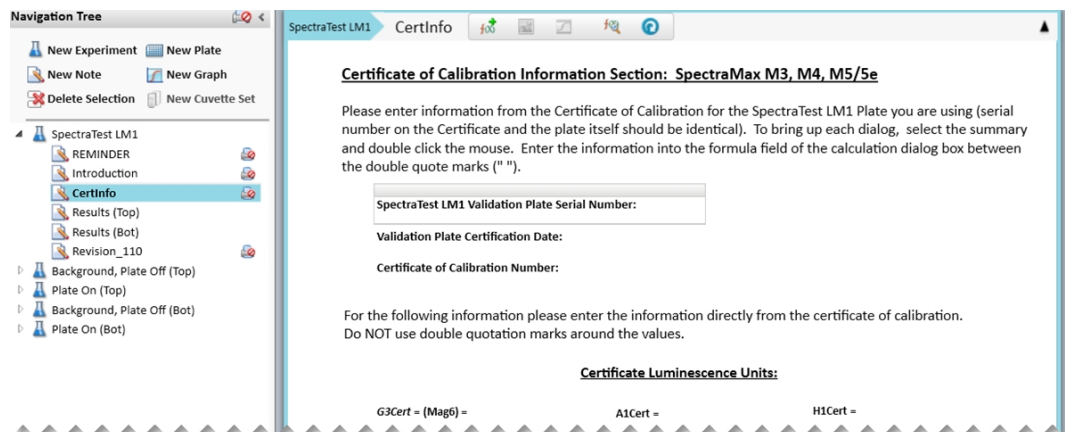 Navigation Tree
New Experiment New Plate
New Note New Graph
Delete Selection New Cuvette Set
SpectraTest LM1
REMINDER
Introduction
CertInfo
Results (Top)
Results (Bot)
Revision_110
Background, Plate Off (Top)
Plate On (Top)
Background, Plate Off (Bot)
Plate On (Bot)
SpectraTest LM1 CertInfo
Certificate of Calibration Information Section: SpectraMax M3, M4, M5/5e
Please enter information from the Certificate of Calibration for the SpectraTest LM1 Plate you are using (serial
number on the Certificate and the plate itself should be identical). To bring up each dialog, select the summary
and double click the mouse. Enter the information into the formula field of the calculation dialog box between
the double quote marks (" ").
SpectraTest LM1 Validation Plate Serial Number:
Validation Plate Certification Date:
Certificate of Calibration Number:
For the following information please enter the information directly from the certificate of calibration.
Do NOT use double quotation marks around the values.
Certificate Luminescence Units:
G3Cert = (Mag6) = A1Cert = H1Cert =